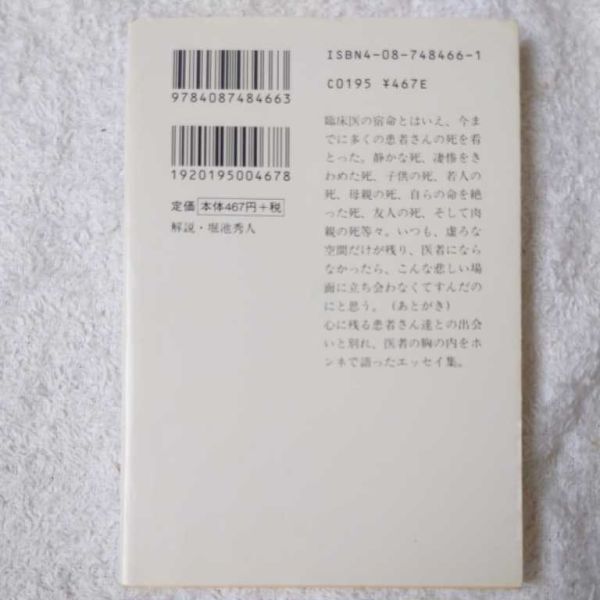 ISBN4-08-748466-1
C0195 ¥467E
9784087484663
1920195004678
定価 本体467円+税
解説・堀池秀人
臨床医の宿命とはいえ、今ま
でに多くの患者さんの死を看
とった。静かな死、凄惨をき
わめた死、子供の死、若人の
死、母親の死、自らの命を絶
った死、友人の死、そして肉
親の死等々。いつも、虚ろな
空間だけが残り、医者になら
なかったら、こんな悲しい場
面に立ち会わなくてすんだの
にと思う。(あとがき)
心に残る患者さん達との出会
いと別れ、医者の胸の内をホ
ンネで語ったエッセイ集。